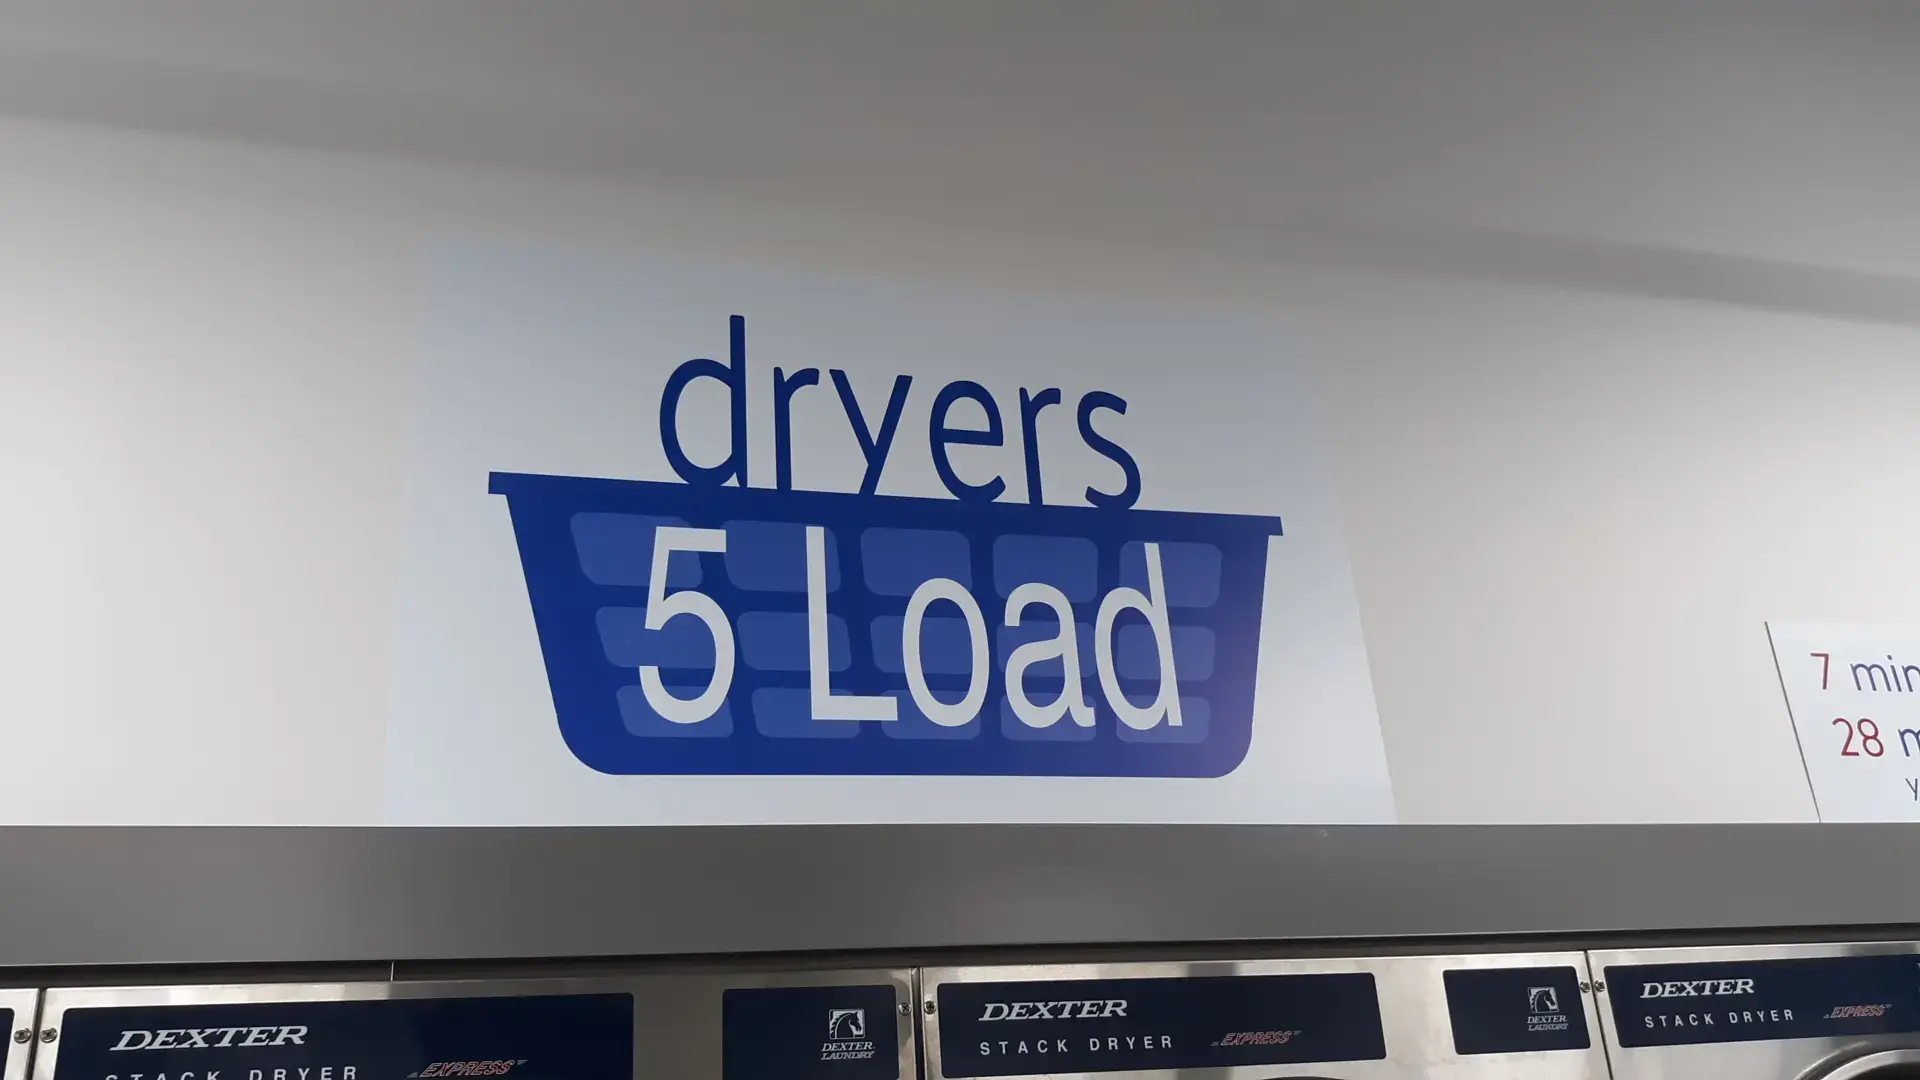 dryers
5 Load
7
28
DEXTER
STACK DRYER
EXPRESS
DEXTER
LAUNDRY
DEXTER
STACK DRYER
EXPRESS
DEXTER
LAUNDRY
DEXTER
STACK DRYER
EXPRESS